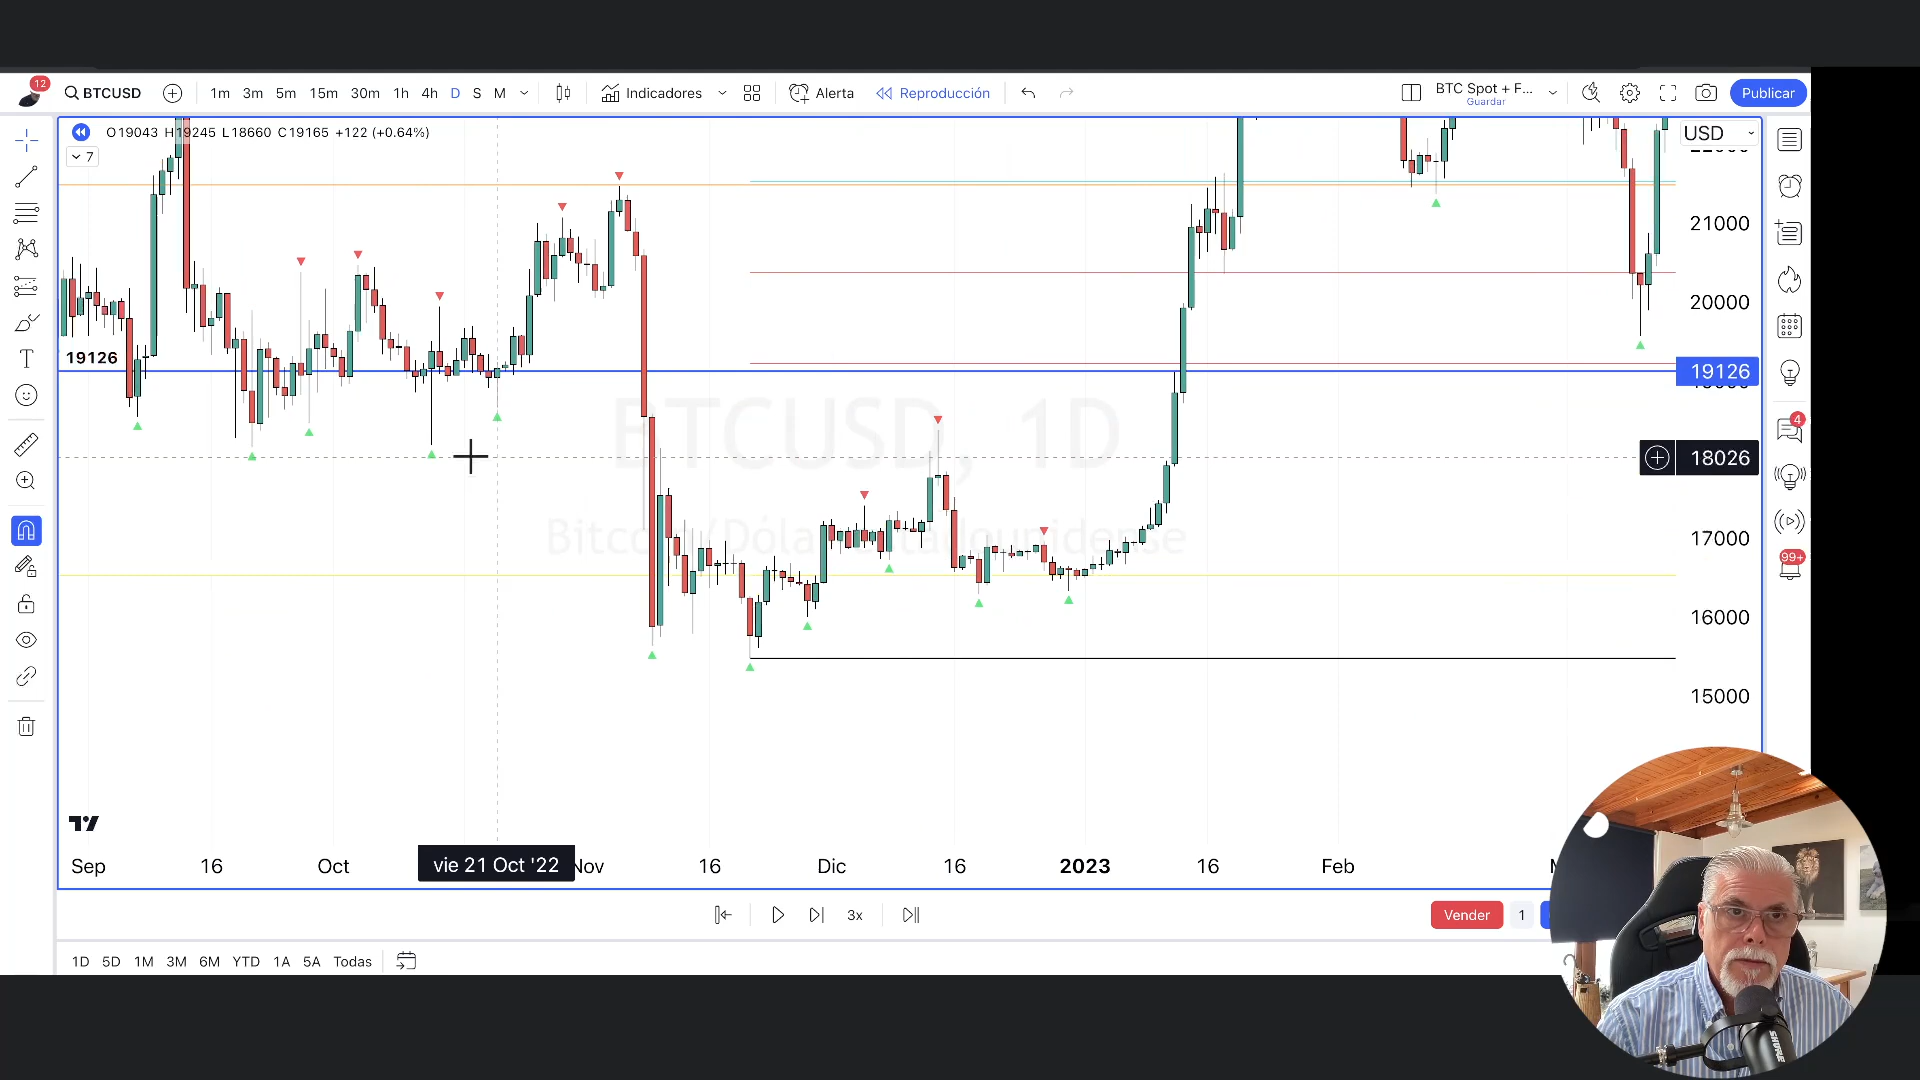 12
BTCUSD
1m 3m 5m 15m 30m 1h 4h D S M
Indicadores
Alerta
Reproducción
BTC Spot + F...
Guardar
Publicar
O19043 H19245 L18660 C19165 +122 (+0.64%)
USD
7
21000
20000
19126
19126
BTCUSD, 1D
4
18026
17000
99+
16000
15000
Sep 16 Oct vie 21 Oct '22 Nov 16 Dic 16 2023 16 Feb
3x
Vender 1
1D 5D 1M 3M 6M YTD 1A 5A Todas
SHURE